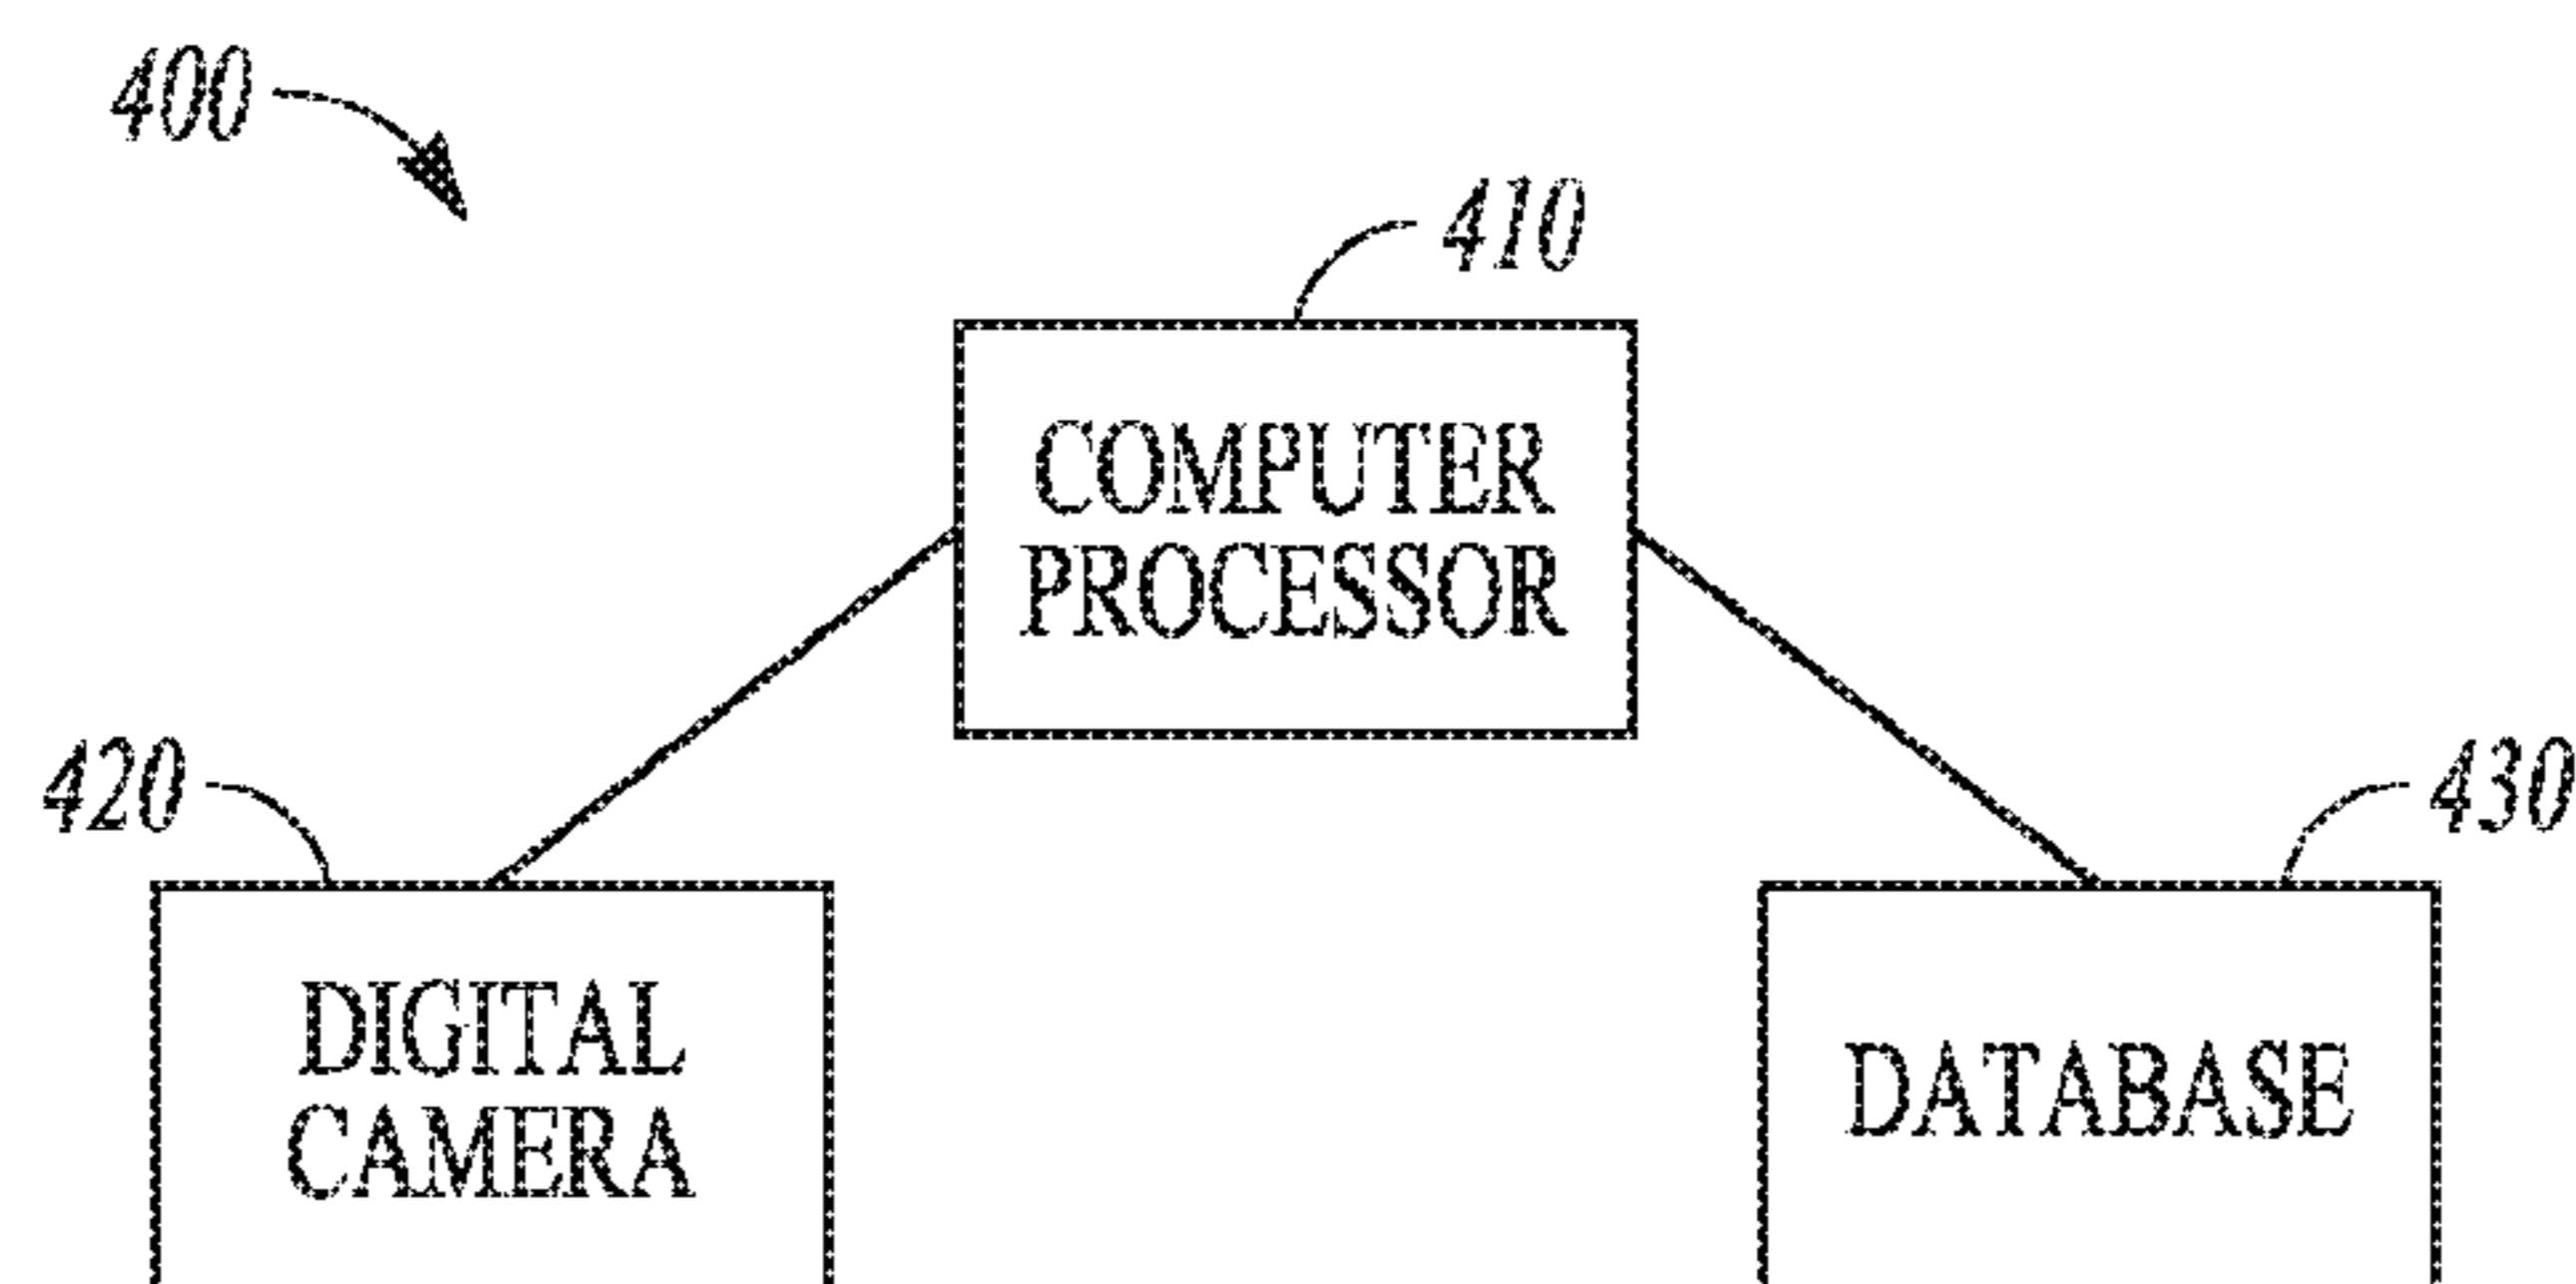 400
410
COMPUTER
PROCESSOR
420
430
DIGITAL
CAMERA
DATABASE